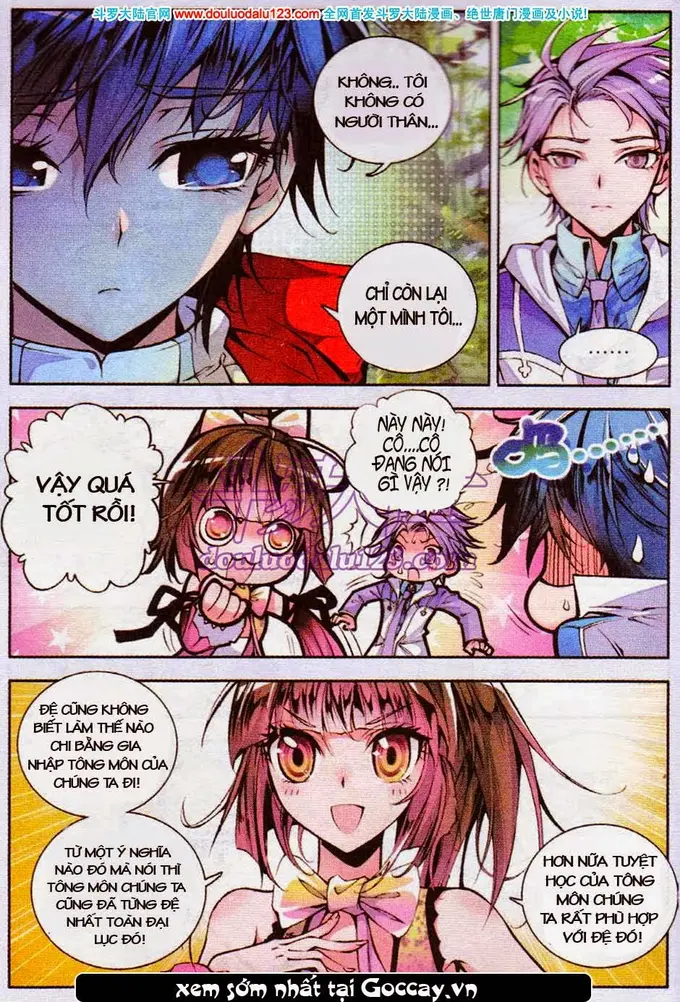 斗罗大陆官网 www.douluodalu123.com 全网首发斗罗大陆漫画、绝世唐门漫画及小说!
KHÔNG.. TÔI
KHÔNG CÓ
NGƯỜI THÂN...
CHỈ CÒN LẠI
MỘT MÌNH TÔI...
......
VẬY QUÁ
TỐT RỒI!
NÀY NÀY!
CÔ....CÔ
ĐANG NÓI
GÌ VẬY ?!
呜......
douluodalu123.com
ĐỆ CŨNG KHÔNG
BIẾT LÀM THẾ NÀO
CHI BẰNG GIA
NHẬP TÔNG MÔN CỦA
CHÚNG TA ĐI!
TỪ MỘT Ý NGHĨA
NÀO ĐÓ MÀ NÓI THÌ
TÔNG MÔN CHÚNG TA
CŨNG ĐÃ TỪNG ĐỆ
NHẤT TOÀN ĐẠI
LỤC ĐÓ!
HƠN NỮA TUYỆT
HỌC CỦA TÔNG
MÔN CHÚNG
TA RẤT PHÙ HỢP
VỚI ĐỆ ĐÓ!
xem sớm nhất tại Goccay.vn